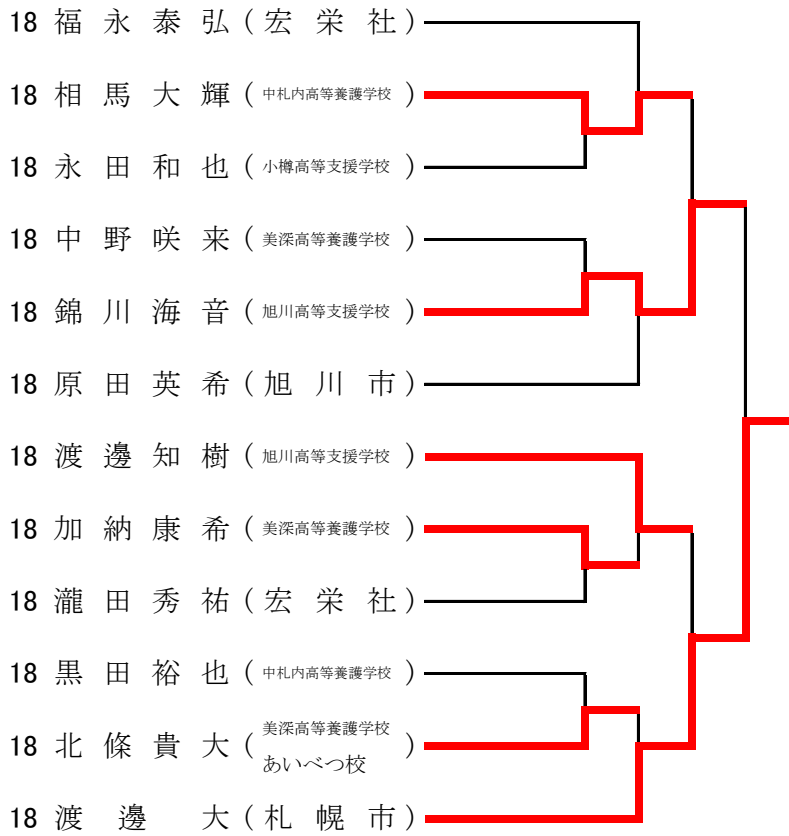 18 福永泰弘(宏栄社)
18 相馬大輝(中札内高等養護学校)
18 永田和也(小樽高等支援学校)
18 中野咲来(美深高等養護学校)
18 錦川海音(旭川高等支援学校)
18 原田英希(旭川市)
18 渡邊知樹(旭川高等支援学校)
18 加納康希(美深高等養護学校)
18 瀧田秀祐(宏栄社)
18 黒田裕也(中札内高等養護学校)
18 北條貴大(美深高等養護学校
あいべつ校)
18 渡邊大(札幌市)